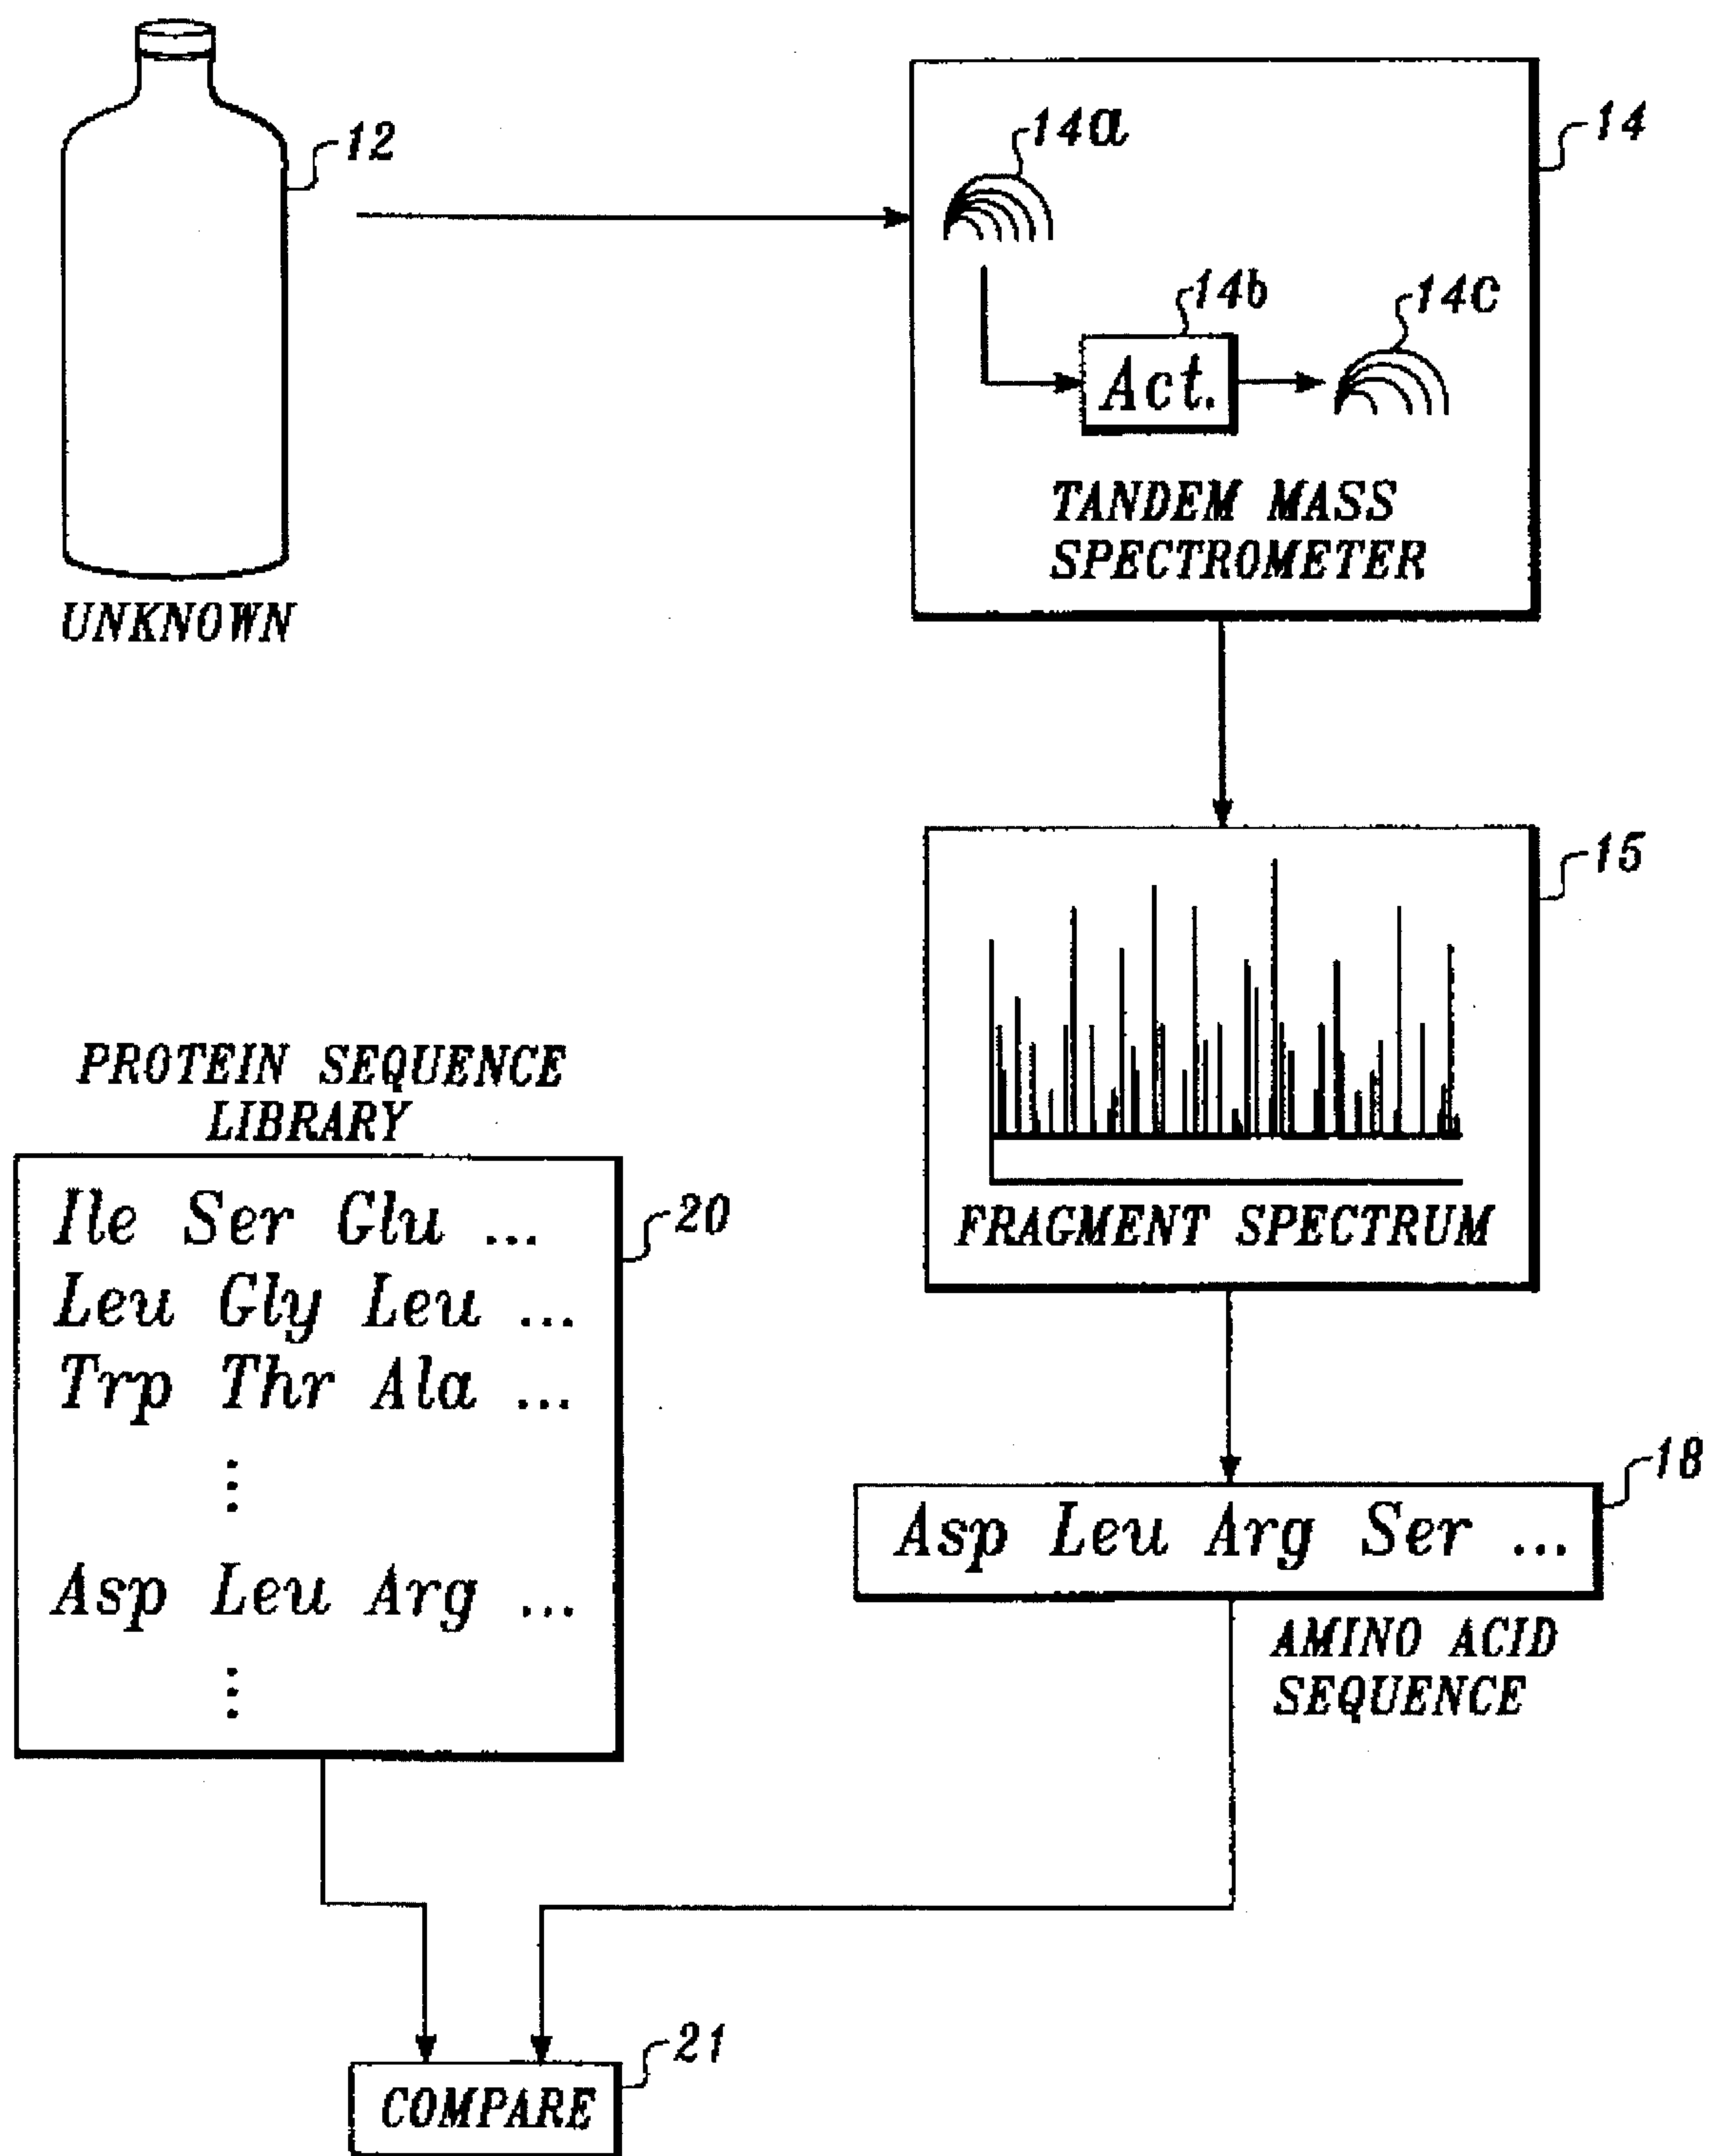 12
UNKNOWN
14
14a
14b
14c
Act.
TANDEM MASS
SPECTROMETER
15
FRAGMENT SPECTRUM
PROTEIN SEQUENCE
LIBRARY
20
Ile Ser Glu ...
Leu Gly Leu ...
Trp Thr Ala ...
⋮
Asp Leu Arg ...
⋮
18
Asp Leu Arg Ser ...
AMINO ACID
SEQUENCE
21
COMPARE